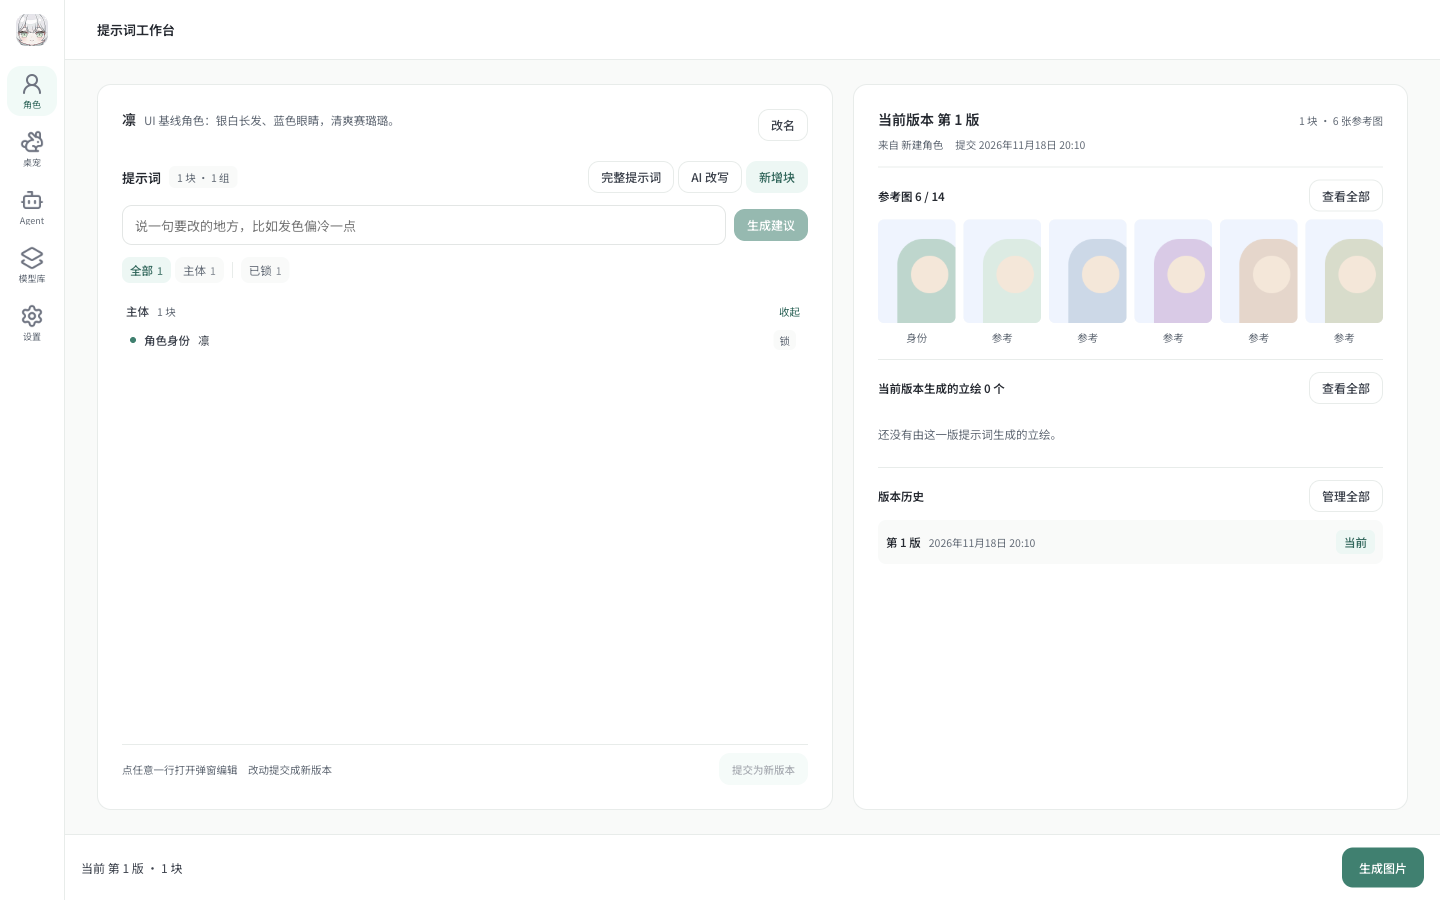 提示词工作台
角色
桌宠
Agent
模型库
设置
凛 UI 基线角色：银白长发、蓝色眼睛，清爽赛璐璐。
改名
提示词 1 块 · 1 组
完整提示词 AI 改写 新增块
说一句要改的地方，比如发色偏冷一点
生成建议
全部 1 主体 1 已锁 1
主体 1 块
收起
角色身份 凛
锁
点任意一行打开弹窗编辑 改动提交成新版本
提交为新版本
当前版本 第 1 版
1 块 · 6 张参考图
来自 新建角色 提交 2026年11月18日 20:10
参考图 6 / 14
查看全部
身份 参考 参考 参考 参考 参考
当前版本生成的立绘 0 个
查看全部
还没有由这一版提示词生成的立绘。
版本历史
管理全部
第 1 版 2026年11月18日 20:10
当前
当前 第 1 版 · 1 块
生成图片